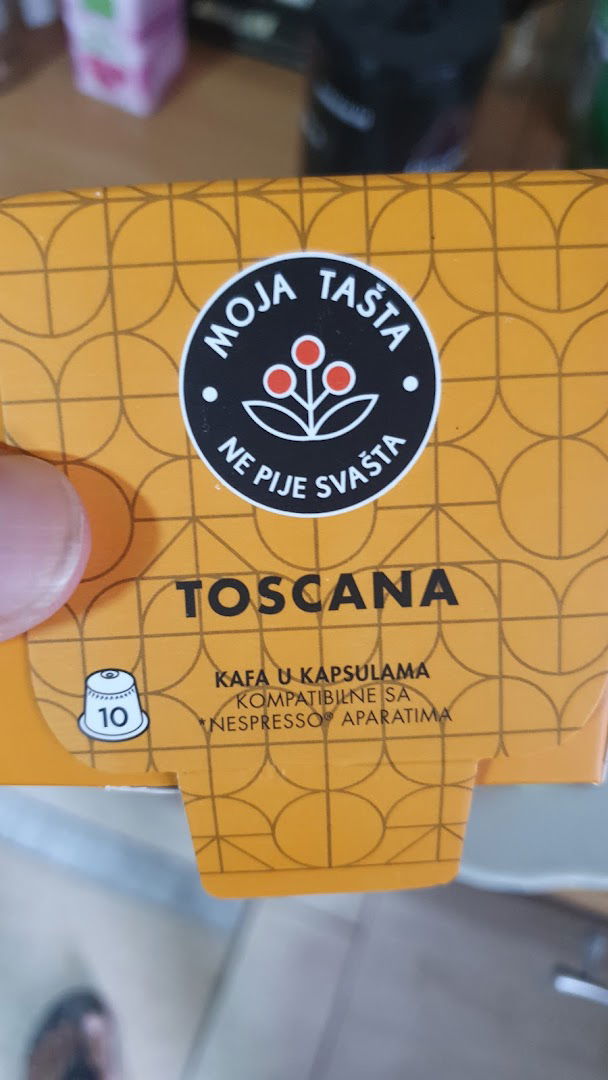 MOJA TAŠTA
NE PIJE SVAŠTA
TOSCANA
KAFA U KAPSULAMA
KOMPATIBILNE SA
*NESPRESSO® APARATIMA
10